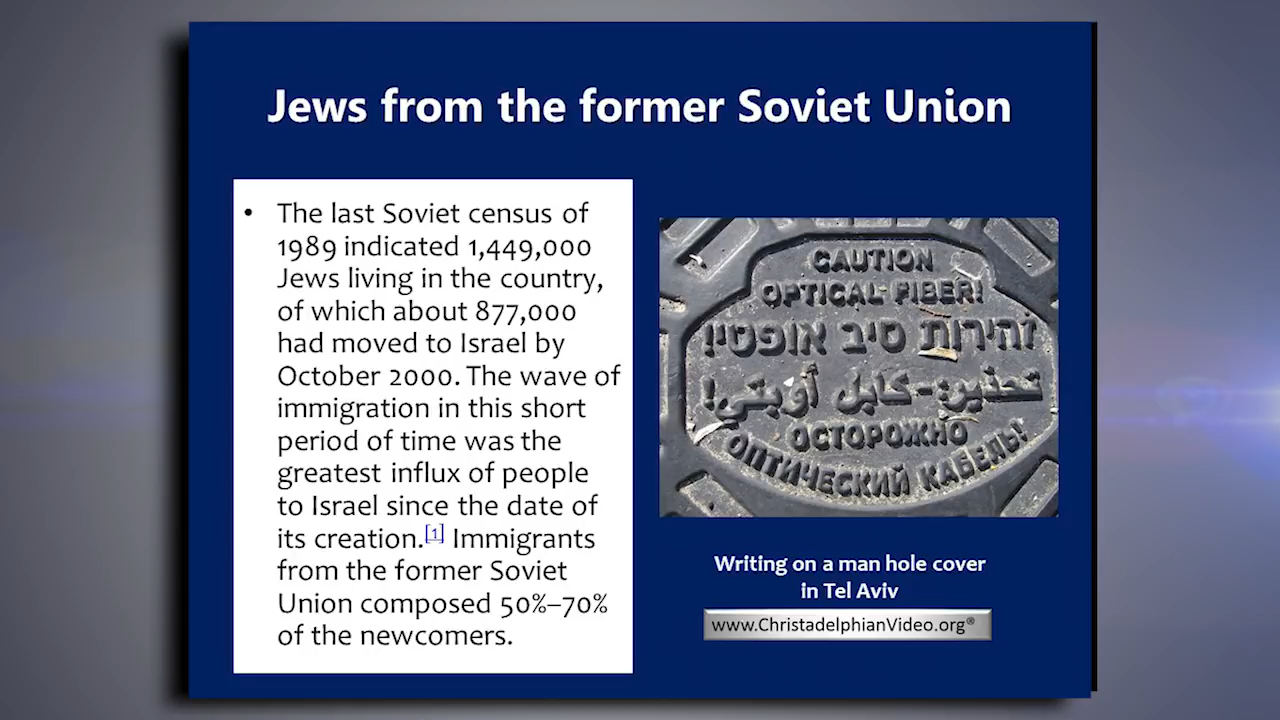 Jews from the former Soviet Union
• The last Soviet census of
1989 indicated 1,449,000
Jews living in the country,
of which about 877,000
had moved to Israel by
October 2000. The wave of
immigration in this short
period of time was the
greatest influx of people
to Israel since the date of
its creation.[1] Immigrants
from the former Soviet
Union composed 50%–70%
of the newcomers.
CAUTION
OPTICAL FIBER!
זהירות סיב אופטי!
تحذير:-كابل أوبتي!
ОСТОРОЖНО
ОПТИЧЕСКИЙ КАБЕЛЬ!
Writing on a man hole cover
in Tel Aviv
www.ChristadelphianVideo.org®